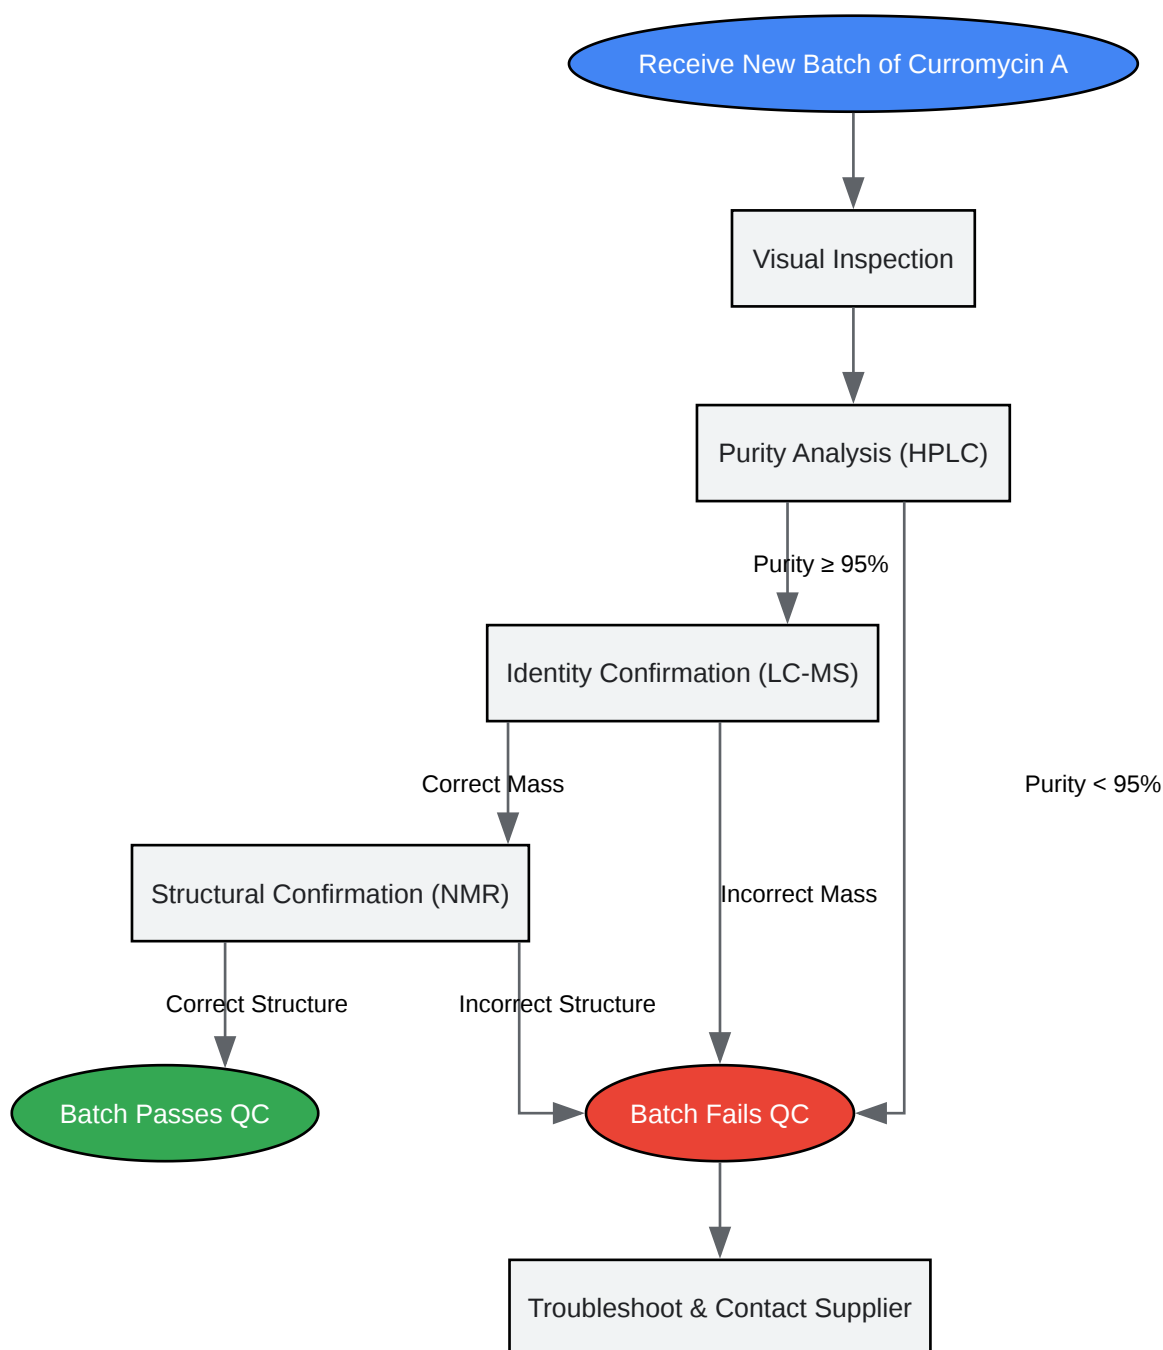 Receive New Batch of Curromycin A
Visual Inspection
Purity Analysis (HPLC)
Purity ≥ 95%
Identity Confirmation (LC-MS)
Correct Mass
Purity < 95%
Structural Confirmation (NMR)
Incorrect Mass
Correct Structure
Incorrect Structure
Batch Passes QC
Batch Fails QC
Troubleshoot & Contact Supplier